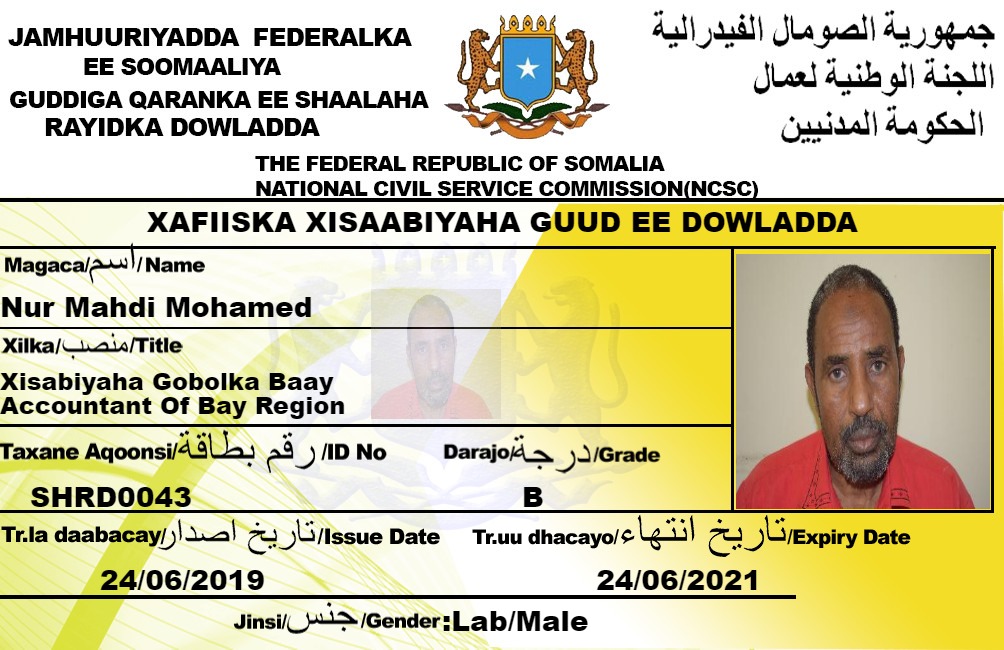 JAMHUURIYADDA FEDERALKA
EE SOOMAALIYA
GUDDIGA QARANKA EE SHAALAHA
RAYIDKA DOWLADDA
جمهورية الصومال الفيدرالية
اللجنة الوطنية لعمال
الحكومة المدنيين
THE FEDERAL REPUBLIC OF SOMALIA
NATIONAL CIVIL SERVICE COMMISSION(NCSC)
XAFIISKA XISAABIYAHA GUUD EE DOWLADDA
Magaca/اسم/Name
Nur Mahdi Mohamed
Xilka/منصب/Title
Xisabiyaha Gobolka Baay
Accountant Of Bay Region
Taxane Aqoonsi/رقم بطاقة/ID No
Darajo/درجة/Grade
SHRD0043
B
Tr.la daabacay/تاريخ اصدار/Issue Date
Tr.uu dhacayo/تاريخ انتهاء/Expiry Date
24/06/2019
24/06/2021
Jinsi/جنس/Gender:Lab/Male